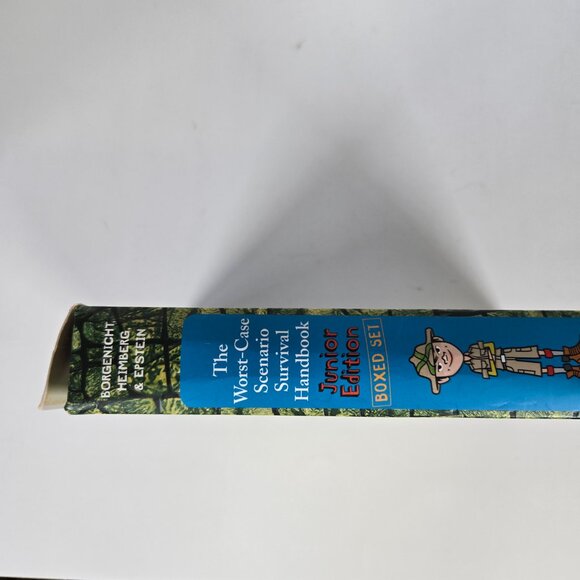 BORGENICHT,
HEIMBERG,
& EPSTEIN
The
Worst-Case
Scenario
Survival
Handbook
Junior
Edition
BOXED SET